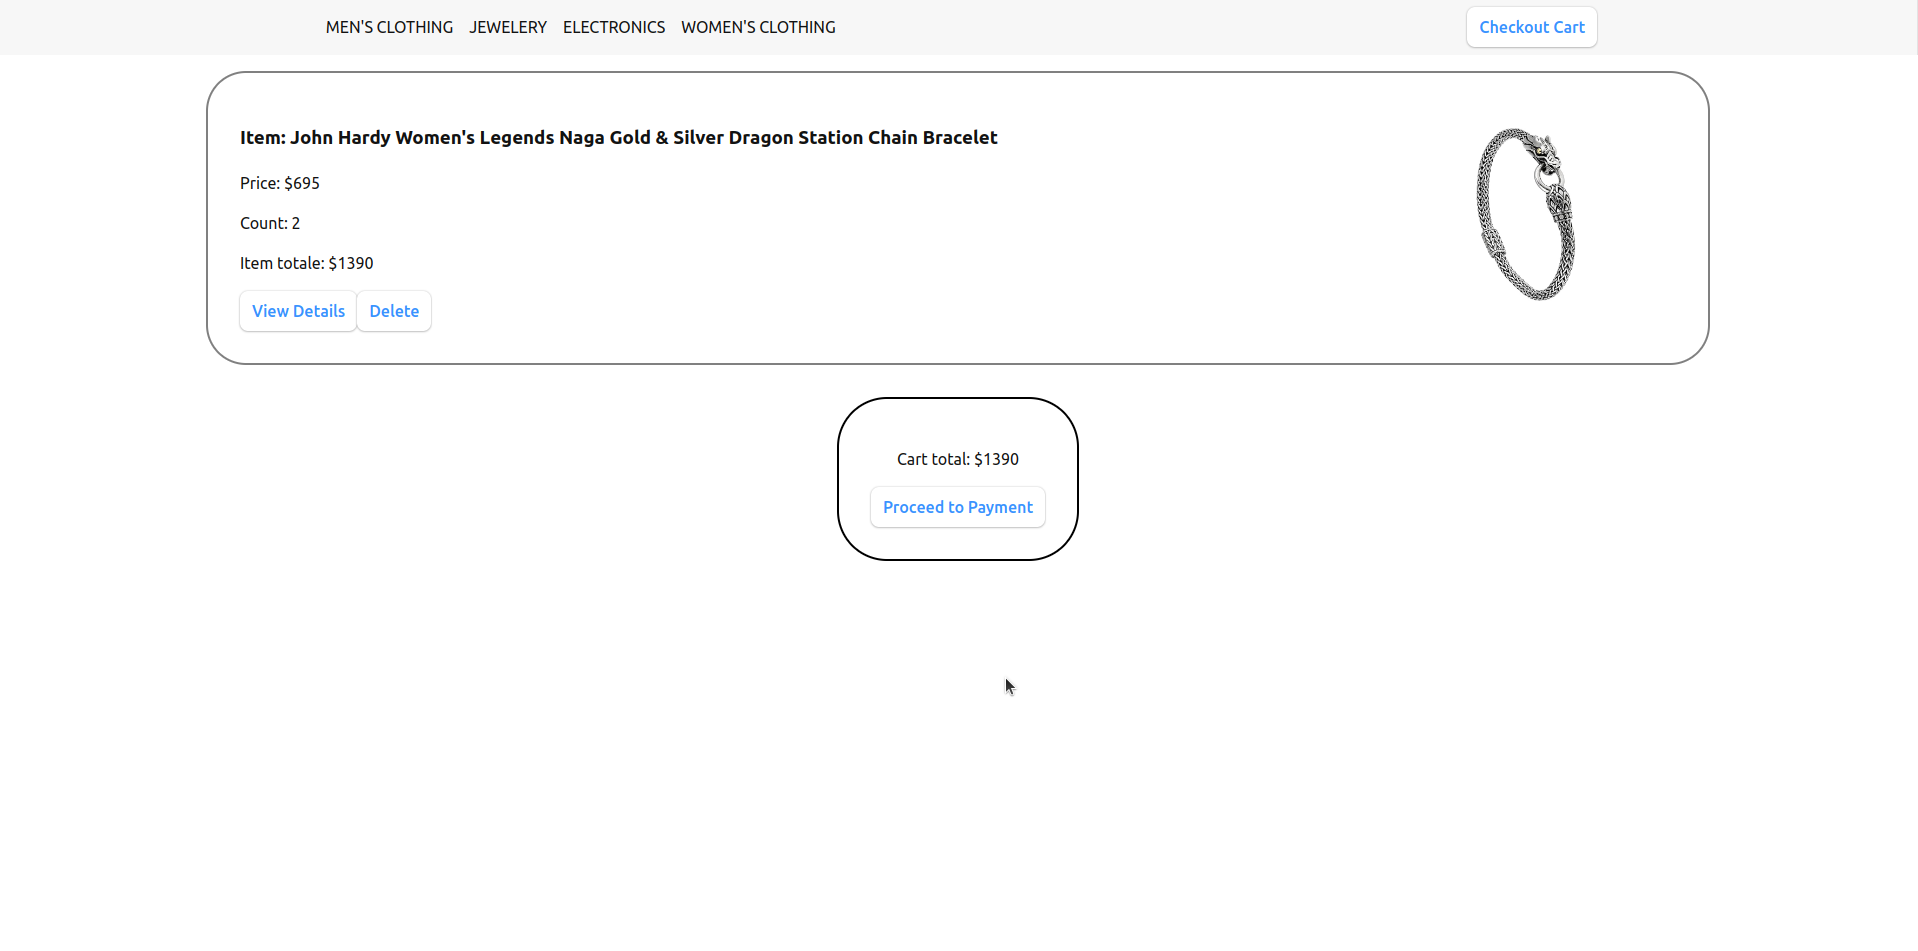 MEN'S CLOTHING JEWELERY ELECTRONICS WOMEN'S CLOTHING Checkout Cart
Item: John Hardy Women's Legends Naga Gold & Silver Dragon Station Chain Bracelet
Price: $695
Count: 2
Item totale: $1390
View Details Delete
Cart total: $1390
Proceed to Payment